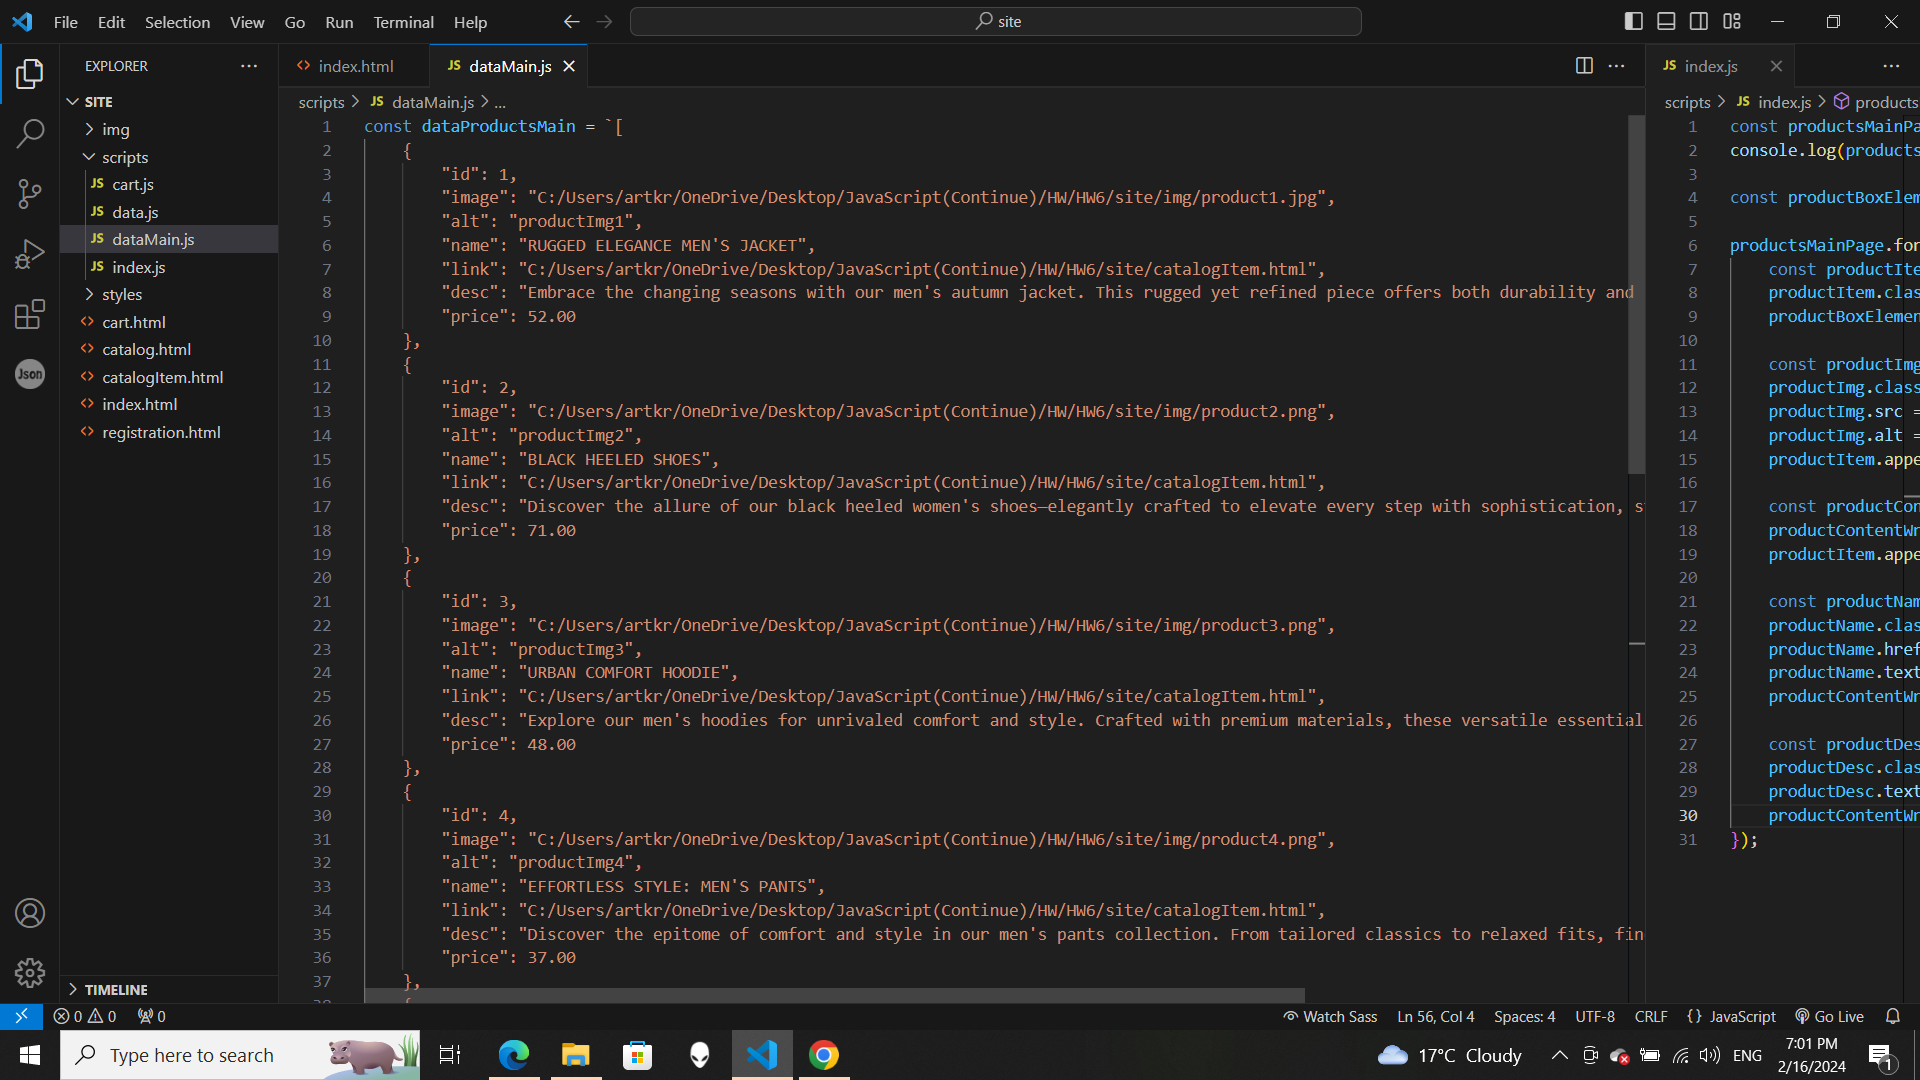 File Edit Selection View Go Run Terminal Help
site
EXPLORER
SITE
img
scripts
JS cart.js
JS data.js
JS dataMain.js
JS index.js
styles
cart.html
catalog.html
catalogItem.html
index.html
registration.html
TIMELINE
Json
index.html
JS dataMain.js
scripts > JS dataMain.js > ...
1 const dataProductsMain = `[
2 {
3 "id": 1,
4 "image": "C:/Users/artkr/OneDrive/Desktop/JavaScript(Continue)/HW/HW6/site/img/product1.jpg",
5 "alt": "productImg1",
6 "name": "RUGGED ELEGANCE MEN'S JACKET",
7 "link": "C:/Users/artkr/OneDrive/Desktop/JavaScript(Continue)/HW/HW6/site/catalogItem.html",
8 "desc": "Embrace the changing seasons with our men's autumn jacket. This rugged yet refined piece offers both durability and
9 "price": 52.00
10 },
11 {
12 "id": 2,
13 "image": "C:/Users/artkr/OneDrive/Desktop/JavaScript(Continue)/HW/HW6/site/img/product2.png",
14 "alt": "productImg2",
15 "name": "BLACK HEELED SHOES",
16 "link": "C:/Users/artkr/OneDrive/Desktop/JavaScript(Continue)/HW/HW6/site/catalogItem.html",
17 "desc": "Discover the allure of our black heeled women's shoes—elegantly crafted to elevate every step with sophistication, s
18 "price": 71.00
19 },
20 {
21 "id": 3,
22 "image": "C:/Users/artkr/OneDrive/Desktop/JavaScript(Continue)/HW/HW6/site/img/product3.png",
23 "alt": "productImg3",
24 "name": "URBAN COMFORT HOODIE",
25 "link": "C:/Users/artkr/OneDrive/Desktop/JavaScript(Continue)/HW/HW6/site/catalogItem.html",
26 "desc": "Explore our men's hoodies for unrivaled comfort and style. Crafted with premium materials, these versatile essential
27 "price": 48.00
28 },
29 {
30 "id": 4,
31 "image": "C:/Users/artkr/OneDrive/Desktop/JavaScript(Continue)/HW/HW6/site/img/product4.png",
32 "alt": "productImg4",
33 "name": "EFFORTLESS STYLE: MEN'S PANTS",
34 "link": "C:/Users/artkr/OneDrive/Desktop/JavaScript(Continue)/HW/HW6/site/catalogItem.html",
35 "desc": "Discover the epitome of comfort and style in our men's pants collection. From tailored classics to relaxed fits, fin
36 "price": 37.00
37 },
JS index.js
scripts > JS index.js > products
1 const productsMainPa
2 console.log(products
3
4 const productBoxElem
5
6 productsMainPage.for
7 const productIte
8 productItem.clas
9 productBoxElemen
10
11 const productImg
12 productImg.class
13 productImg.src =
14 productImg.alt =
15 productItem.appe
16
17 const productCon
18 productContentWr
19 productItem.appe
20
21 const productNam
22 productName.clas
23 productName.href
24 productName.text
25 productContentWr
26
27 const productDes
28 productDesc.clas
29 productDesc.text
30 productContentWr
31 });
0 0 0 Watch Sass Ln 56, Col 4 Spaces: 4 UTF-8 CRLF {} JavaScript Go Live
Type here to search
17°C Cloudy
ENG
7:01 PM
2/16/2024
1